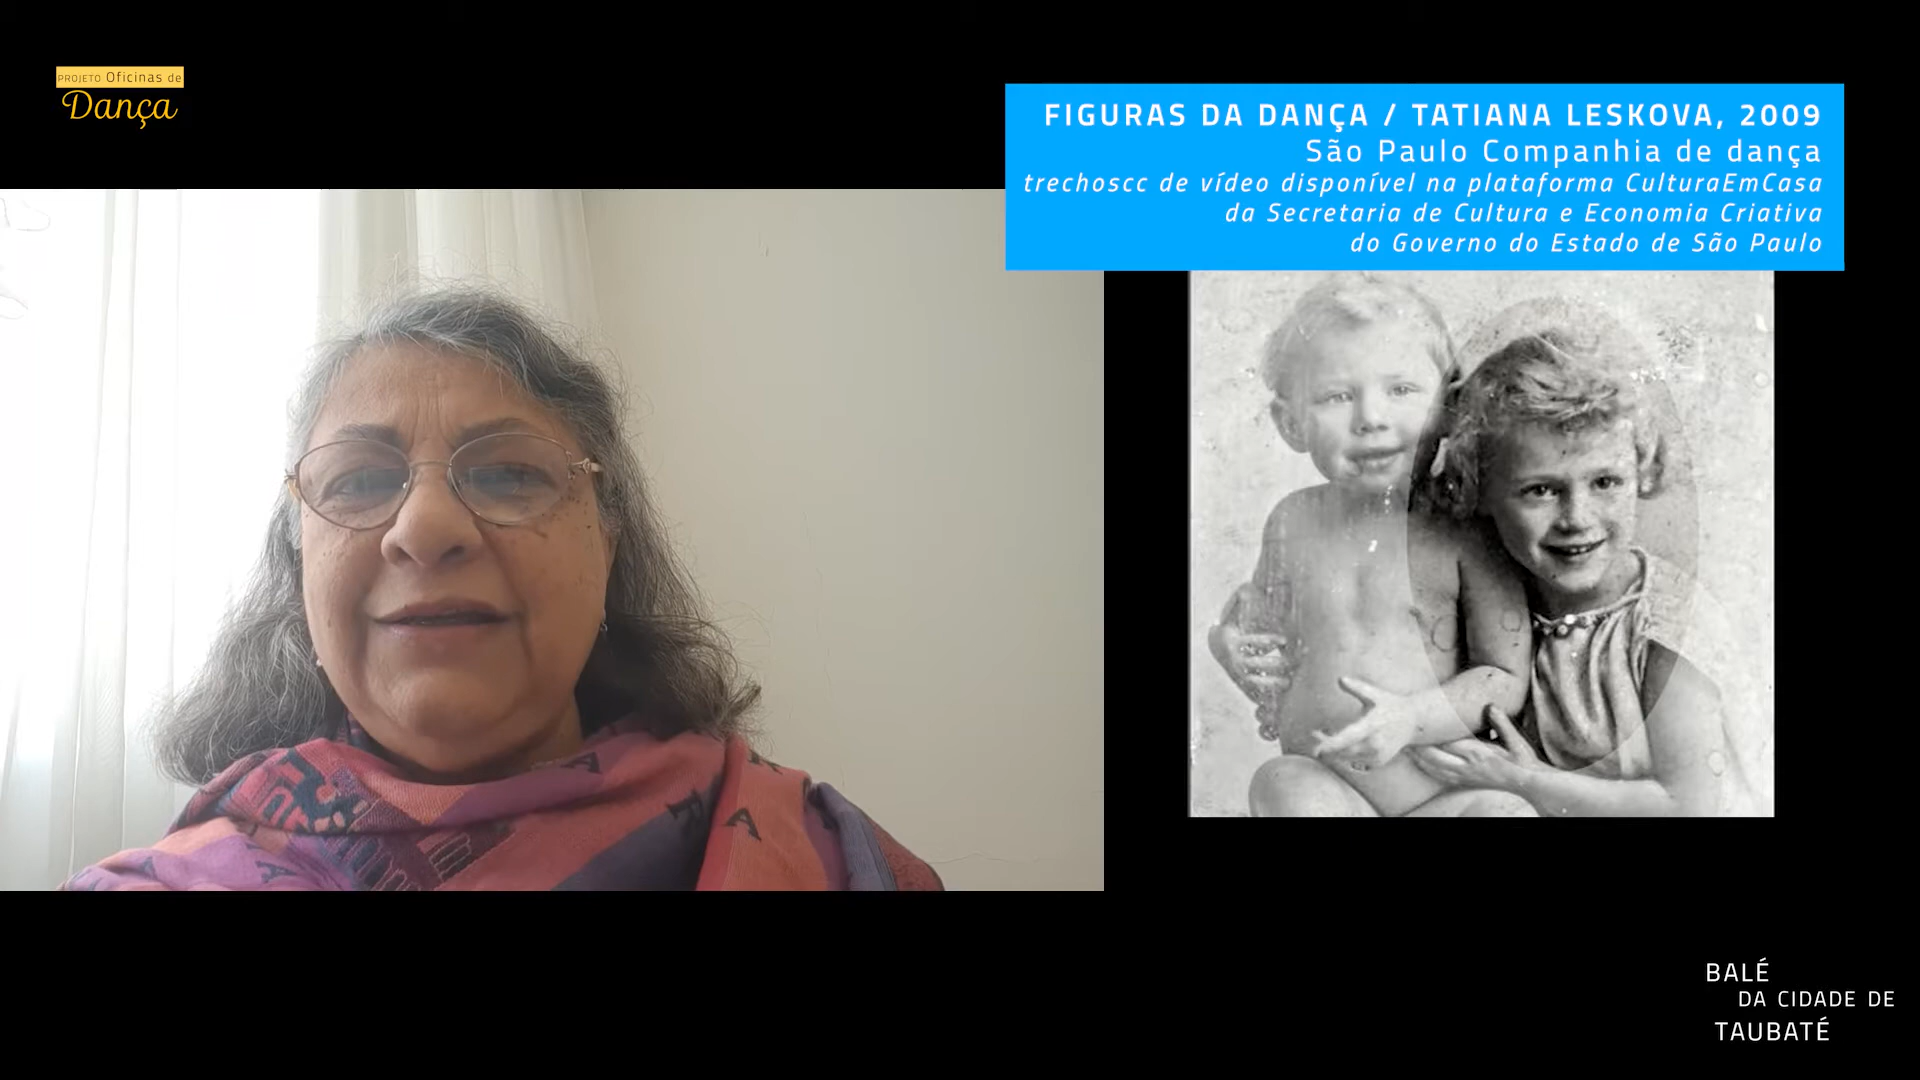 PROJETO Oficinas de
Dança
FIGURAS DA DANÇA / TATIANA LESKOVA, 2009
São Paulo Companhia de dança
trechoscc de vídeo disponível na plataforma CulturaEmCasa
da Secretaria de Cultura e Economia Criativa
do Governo do Estado de São Paulo
BALÉ
DA CIDADE DE
TAUBATÉ